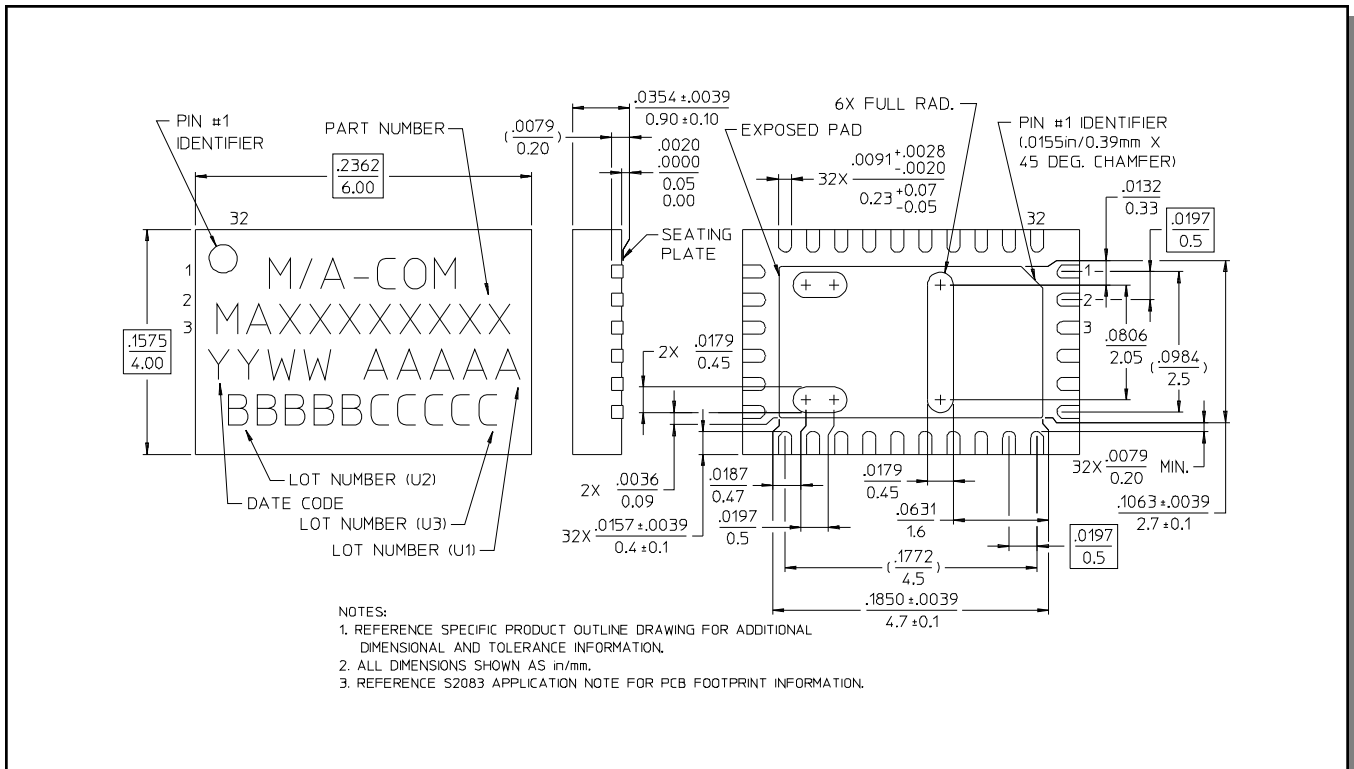 PIN #1
IDENTIFIER
PART NUMBER
.2362
6.00
32
1
2
3
.1575
4.00
M/A-COM
MAXXXXXXXXX
YYWW AAAAA
BBBBBCCCCC
LOT NUMBER (U2)
DATE CODE
LOT NUMBER (U3)
LOT NUMBER (U1)
.0354 ±.0039
0.90 ±0.10
(.0079
0.20)
.0020
.0000
0.05
0.00
SEATING
PLATE
2X .0179
0.45
2X .0036
0.09
32X .0157 ±.0039
0.4 ±0.1
EXPOSED PAD
6X FULL RAD.
32X .0091 +.0028
-.0020
0.23 +0.07
-0.05
PIN #1 IDENTIFIER
(.0155in/0.39mm X
45 DEG. CHAMFER)
32
.0132
0.33
.0197
0.5
1
2
3
.0806
2.05
(.0984
2.5)
32X .0079 MIN.
0.20
.1063 ±.0039
2.7 ±0.1
.0187
0.47
.0197
0.5
.0179
0.45
.0631
1.6
.0197
0.5
(.1772
4.5)
.1850 ±.0039
4.7 ±0.1
NOTES:
1. REFERENCE SPECIFIC PRODUCT OUTLINE DRAWING FOR ADDITIONAL
DIMENSIONAL AND TOLERANCE INFORMATION.
2. ALL DIMENSIONS SHOWN AS in/mm.
3. REFERENCE S2083 APPLICATION NOTE FOR PCB FOOTPRINT INFORMATION.